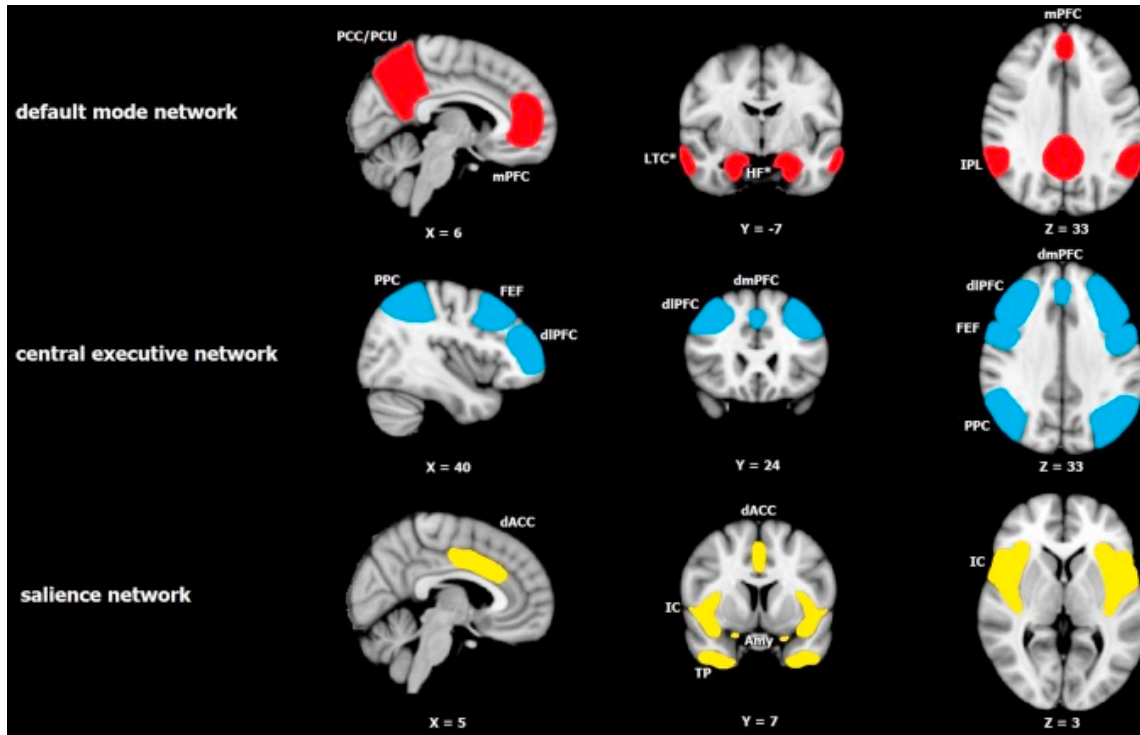 default mode network
PCC/PCU
mPFC
X = 6
LTC*
HF*
Y = -7
mPFC
IPL
Z = 33
central executive network
PPC
FEF
dlPFC
X = 40
dlPFC
dmPFC
Y = 24
dmPFC
dlPFC
FEF
PPC
Z = 33
salience network
dACC
X = 5
dACC
IC
Amy
TP
Y = 7
IC
Z = 3